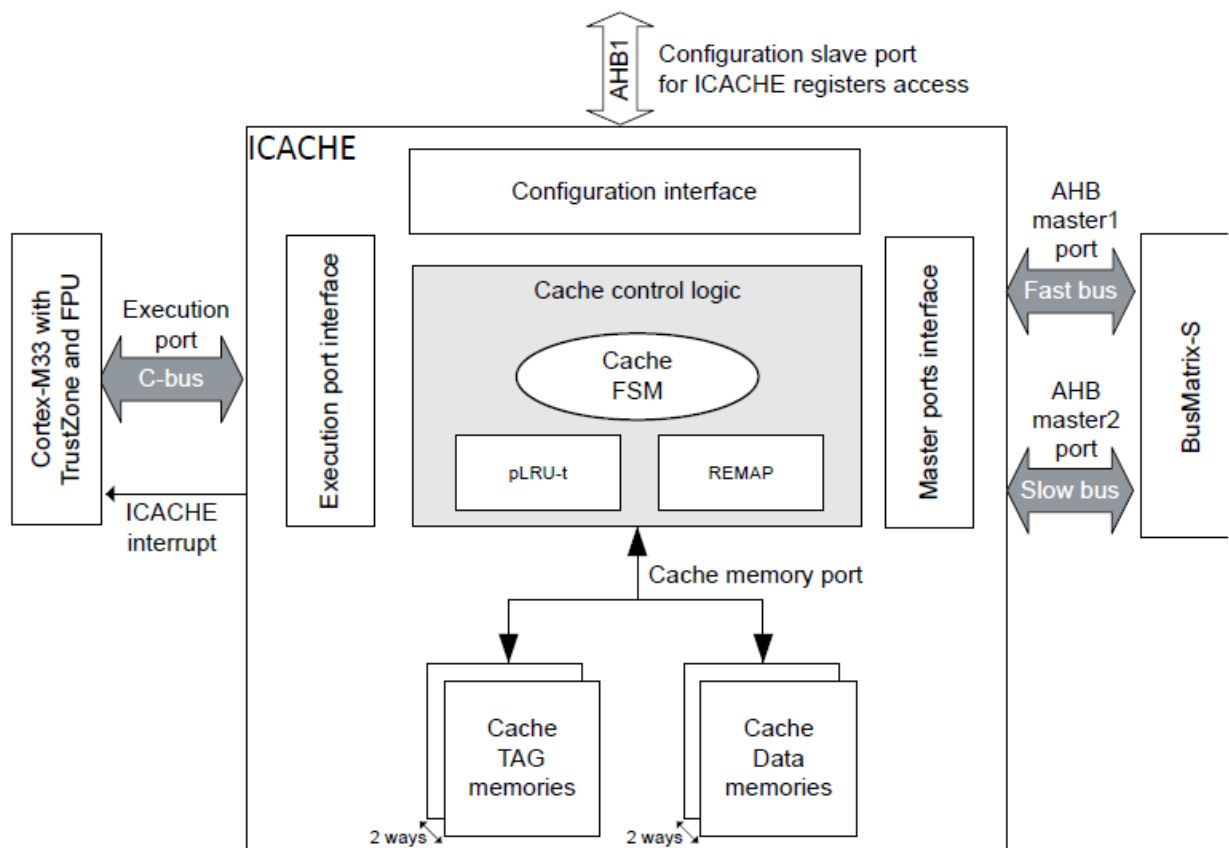 AHB1
Configuration slave port
for ICACHE registers access
ICACHE
Configuration interface
Cortex-M33 with
TrustZone and FPU
Execution
port
C-bus
ICACHE
interrupt
Execution port interface
Cache control logic
Cache
FSM
pLRU-t
REMAP
Master ports interface
AHB
master1
port
Fast bus
AHB
master2
port
Slow bus
BusMatrix-S
Cache memory port
Cache
TAG
memories
2 ways
Cache
Data
memories
2 ways